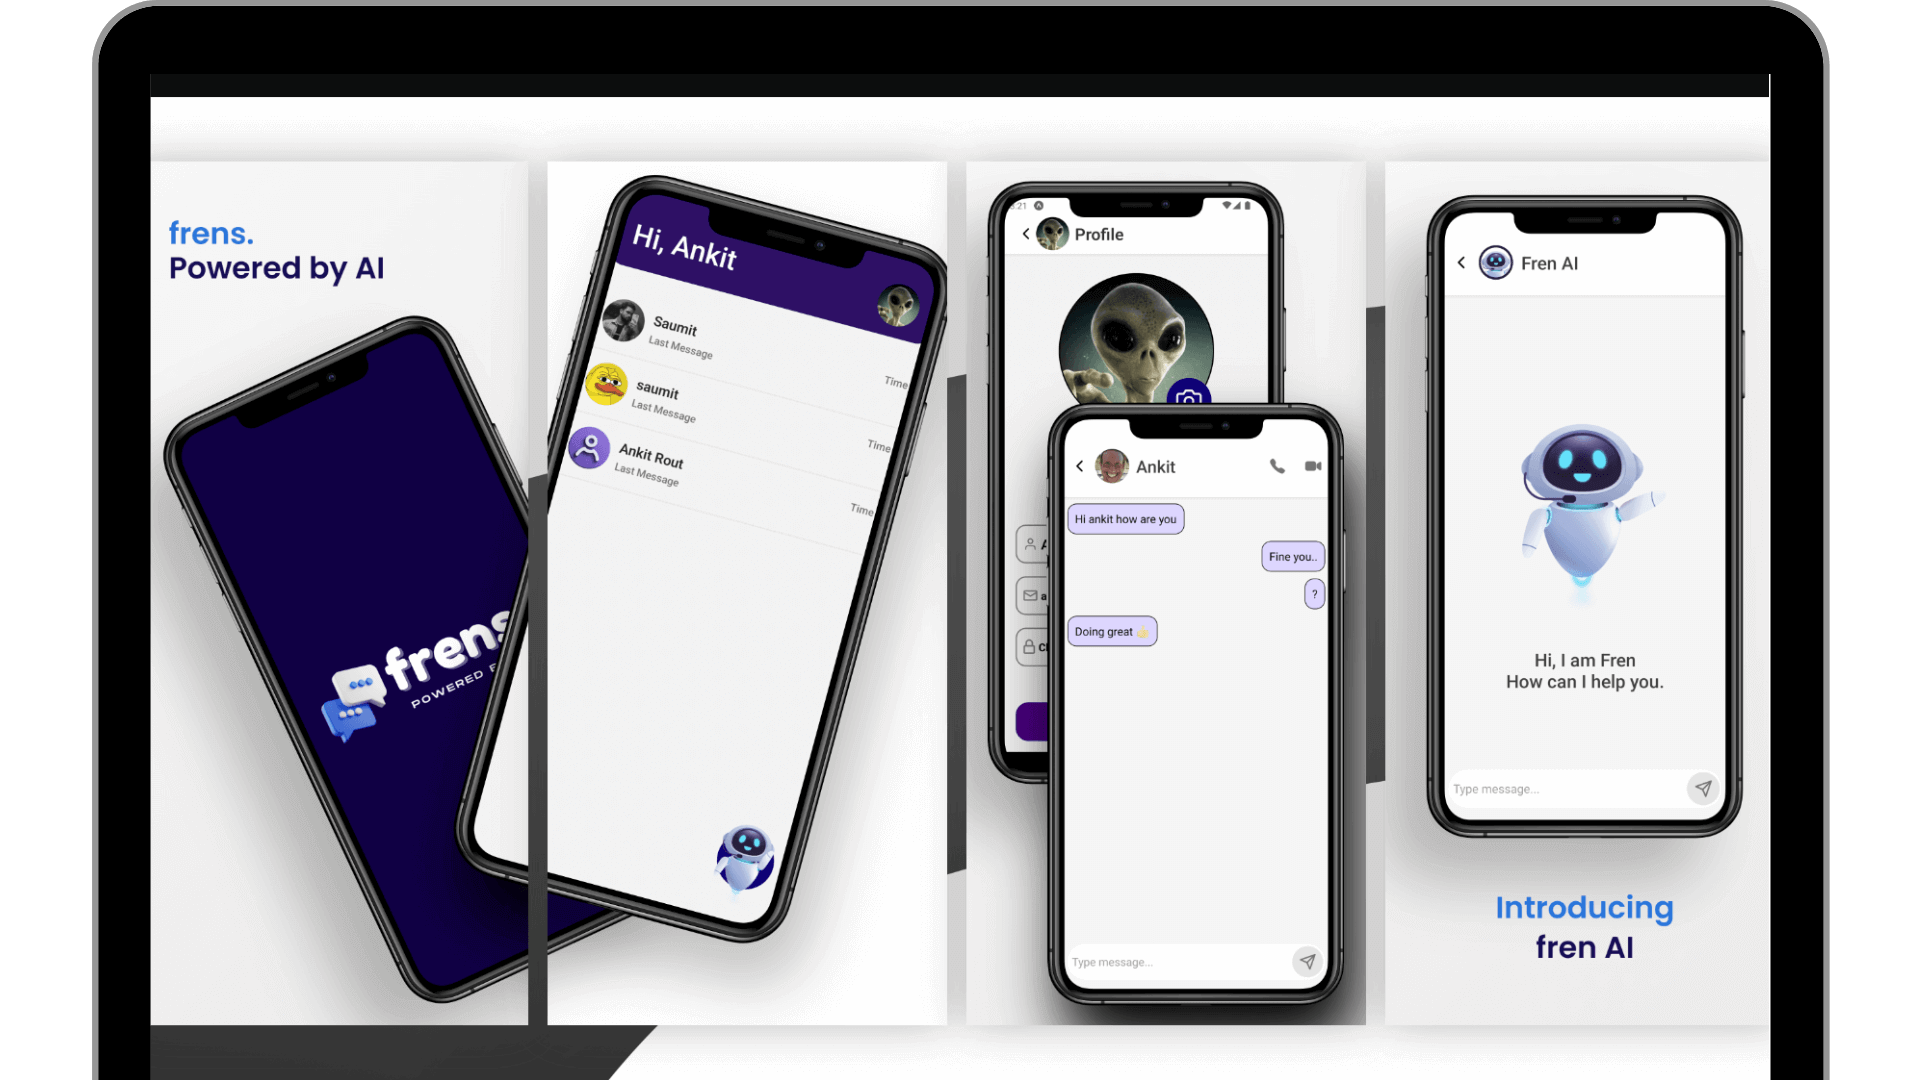 frens.
Powered by AI
frens
POWERED
Hi, Ankit
Saumit
Last Message
Time
saumit
Last Message
Time
Ankit Rout
Last Message
Time
:21
Profile
Ankit
Hi ankit how are you
Fine you..
?
Doing great 👍
Type message...
Fren AI
Hi, I am Fren
How can I help you.
Type message...
Introducing
fren AI